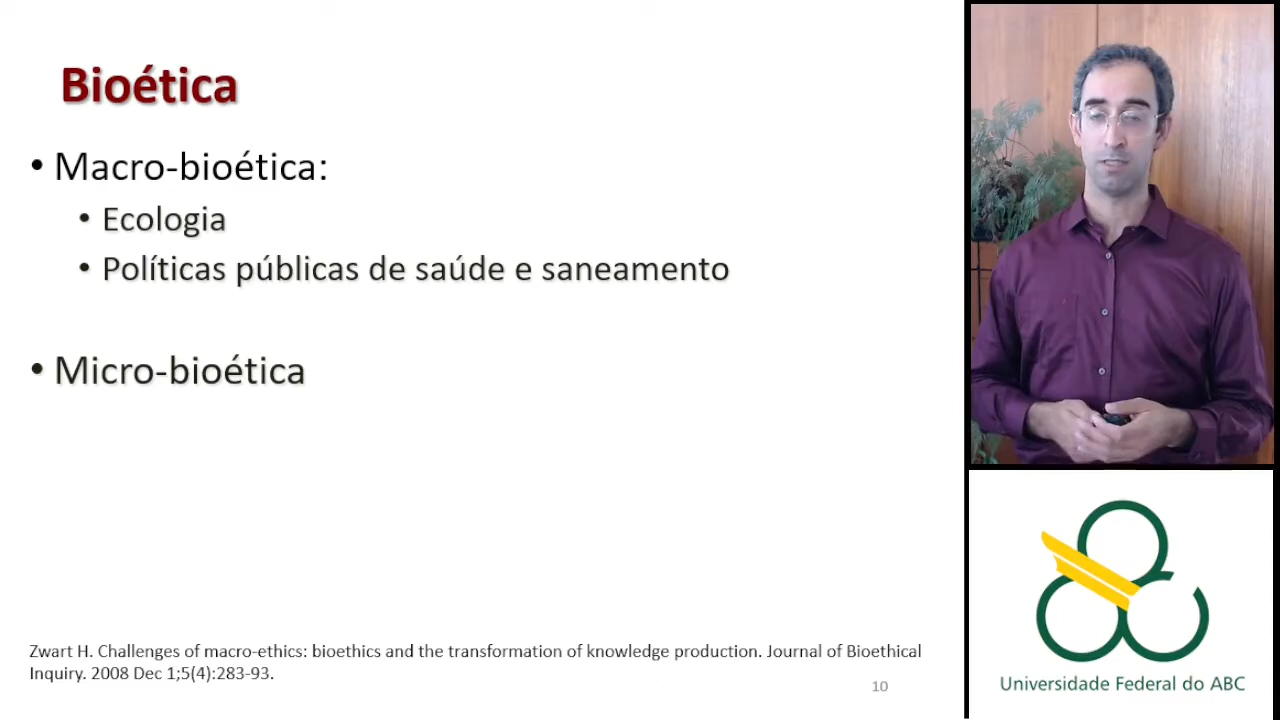 Bioética
• Macro-bioética:
• Ecologia
• Políticas públicas de saúde e saneamento
• Micro-bioética
Zwart H. Challenges of macro-ethics: bioethics and the transformation of knowledge production. Journal of Bioethical
Inquiry. 2008 Dec 1;5(4):283-93.
10
Universidade Federal do ABC